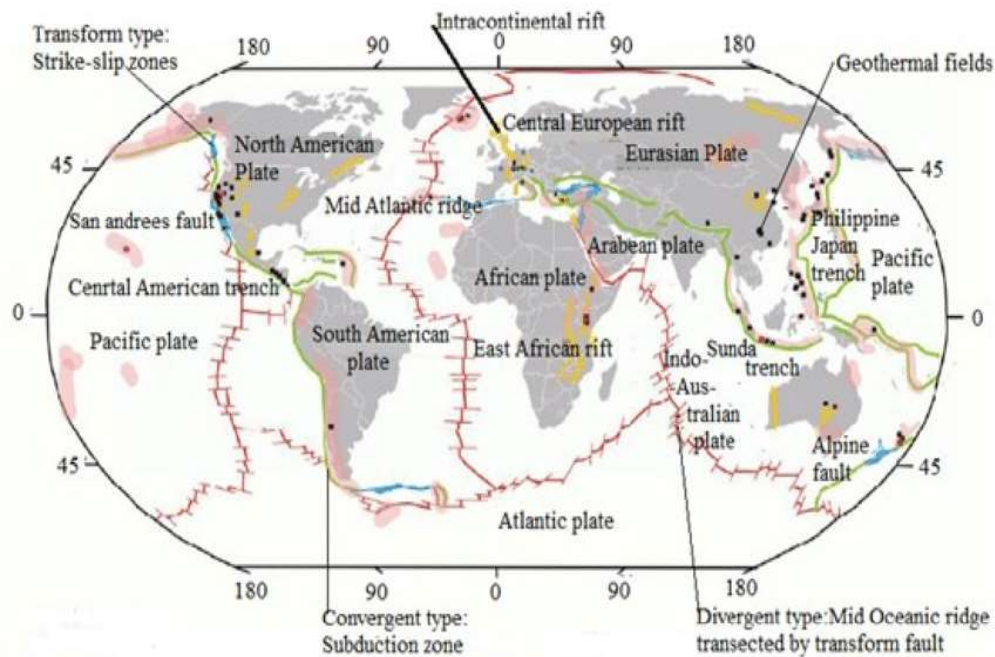 Intracontinental rift
Transform type:
Strike-slip zones
180
90
0
90
180
Geothermal fields
Central European rift
North American
Plate
Eurasian Plate
45
45
San andrees fault
Mid Atlantic ridge
Arabean plate
Philippine
Japan
trench
Pacific
plate
African plate
Cenrtal American trench
0
0
Pacific plate
South American
plate
East African rift
Sunda
trench
Indo-
Aus-
tralian
plate
Alpine
fault
45
45
Atlantic plate
180
90
0
90
180
Convergent type:
Subduction zone
Divergent type:Mid Oceanic ridge
transected by transform fault